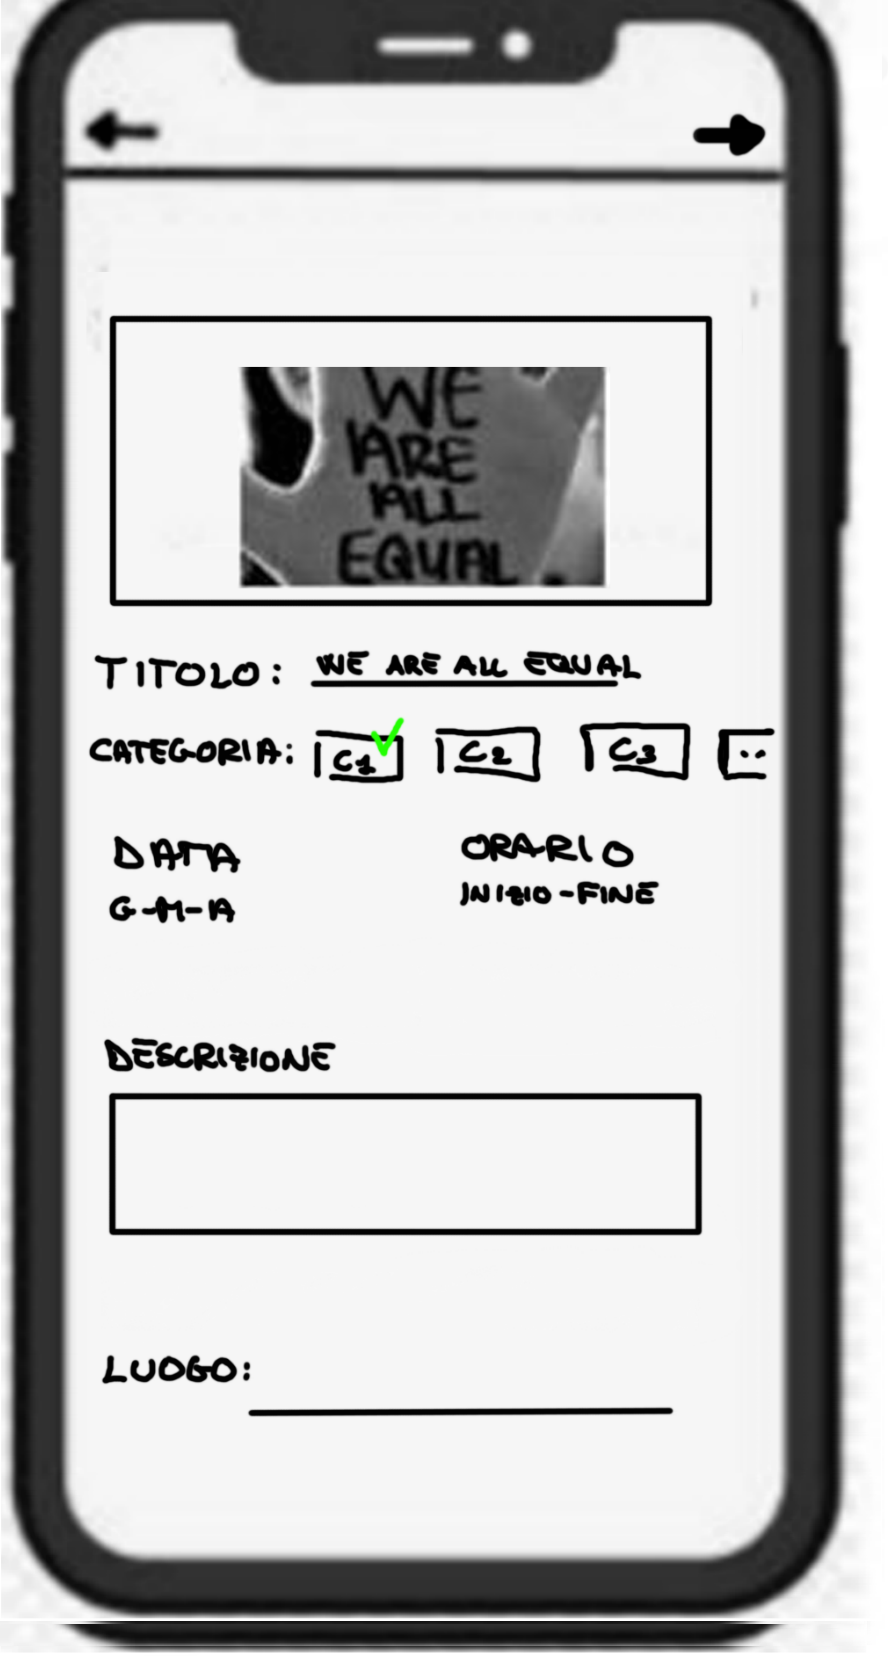 WE
ARE
ALL
EQUAL
TITOLO: WE ARE ALL EQUAL
CATEGORIA: C1 C2 C3 ..
DATA ORARIO
G-M-A INIZIO-FINE
DESCRIZIONE
LUOGO: